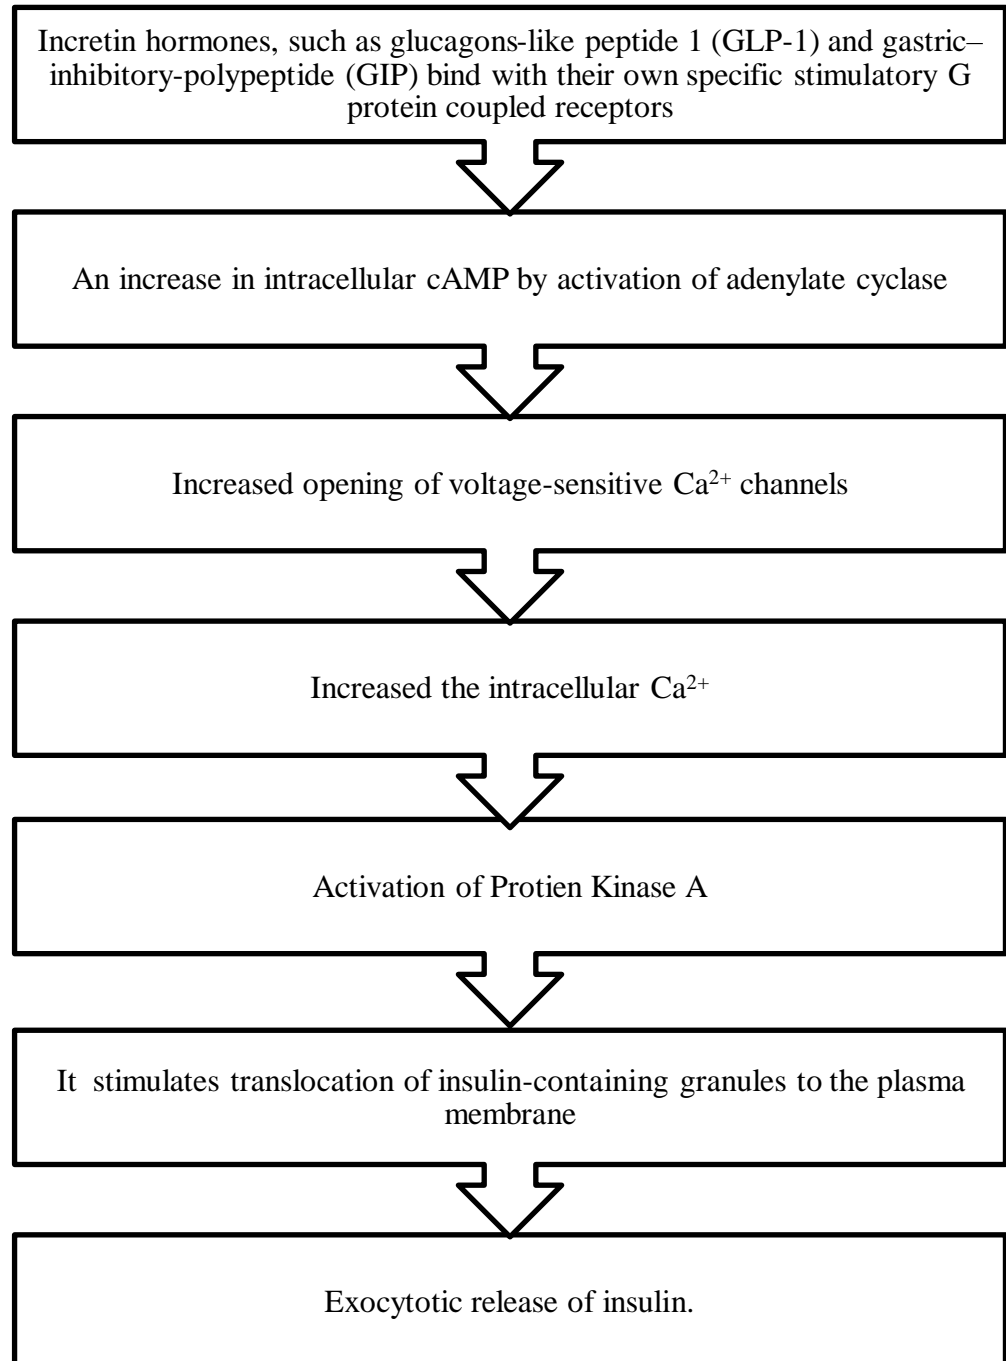 Incretin hormones, such as glucagons-like peptide 1 (GLP-1) and gastric–
inhibitory-polypeptide (GIP) bind with their own specific stimulatory G
protein coupled receptors
An increase in intracellular cAMP by activation of adenylate cyclase
Increased opening of voltage-sensitive Ca²⁺ channels
Increased the intracellular Ca²⁺
Activation of Protien Kinase A
It stimulates translocation of insulin-containing granules to the plasma
membrane
Exocytotic release of insulin.